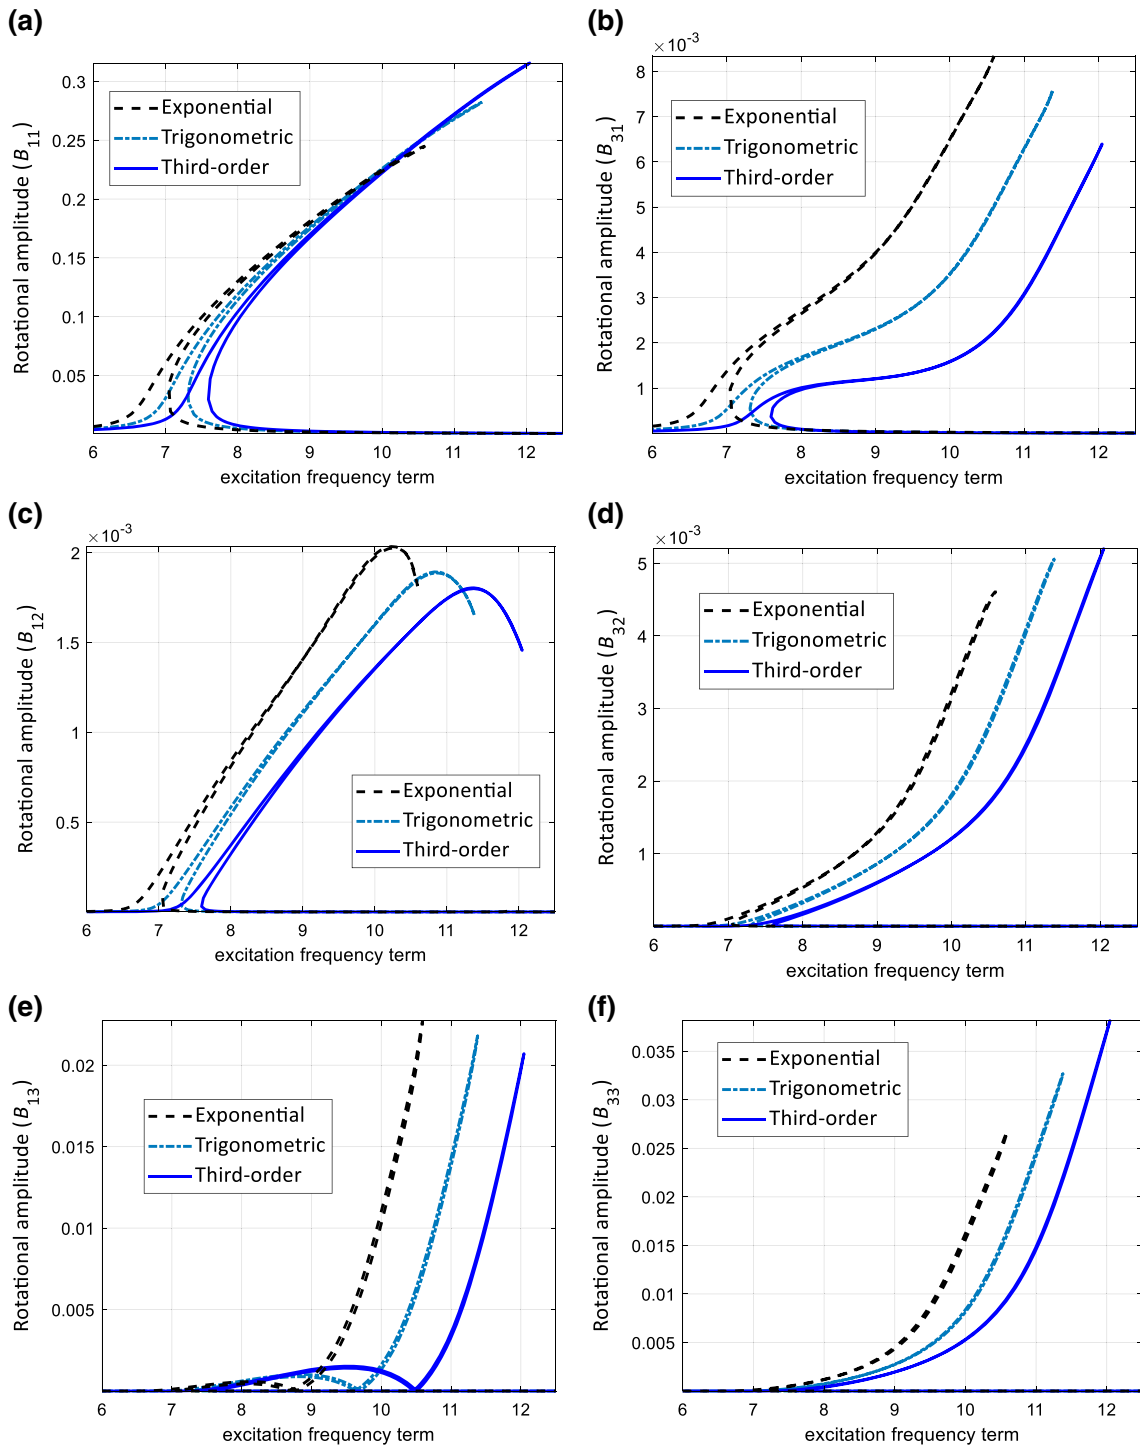 (a)
Rotational amplitude (B11)
0.3
0.25
0.2
0.15
0.1
0.05
Exponential
Trigonometric
Third-order
6 7 8 9 10 11 12
excitation frequency term
(b)
×10-3
Rotational amplitude (B31)
8
7
6
5
4
3
2
1
Exponential
Trigonometric
Third-order
6 7 8 9 10 11 12
excitation frequency term
(c)
×10-3
Rotational amplitude (B12)
2
1.5
1
0.5
Exponential
Trigonometric
Third-order
6 7 8 9 10 11 12
excitation frequency term
(d)
×10-3
Rotational amplitude (B32)
5
4
3
2
1
Exponential
Trigonometric
Third-order
6 7 8 9 10 11 12
excitation frequency term
(e)
Rotational amplitude (B13)
0.02
0.015
0.01
0.005
Exponential
Trigonometric
Third-order
6 7 8 9 10 11 12
excitation frequency term
(f)
Rotational amplitude (B33)
0.035
0.03
0.025
0.02
0.015
0.01
0.005
Exponential
Trigonometric
Third-order
6 7 8 9 10 11 12
excitation frequency term